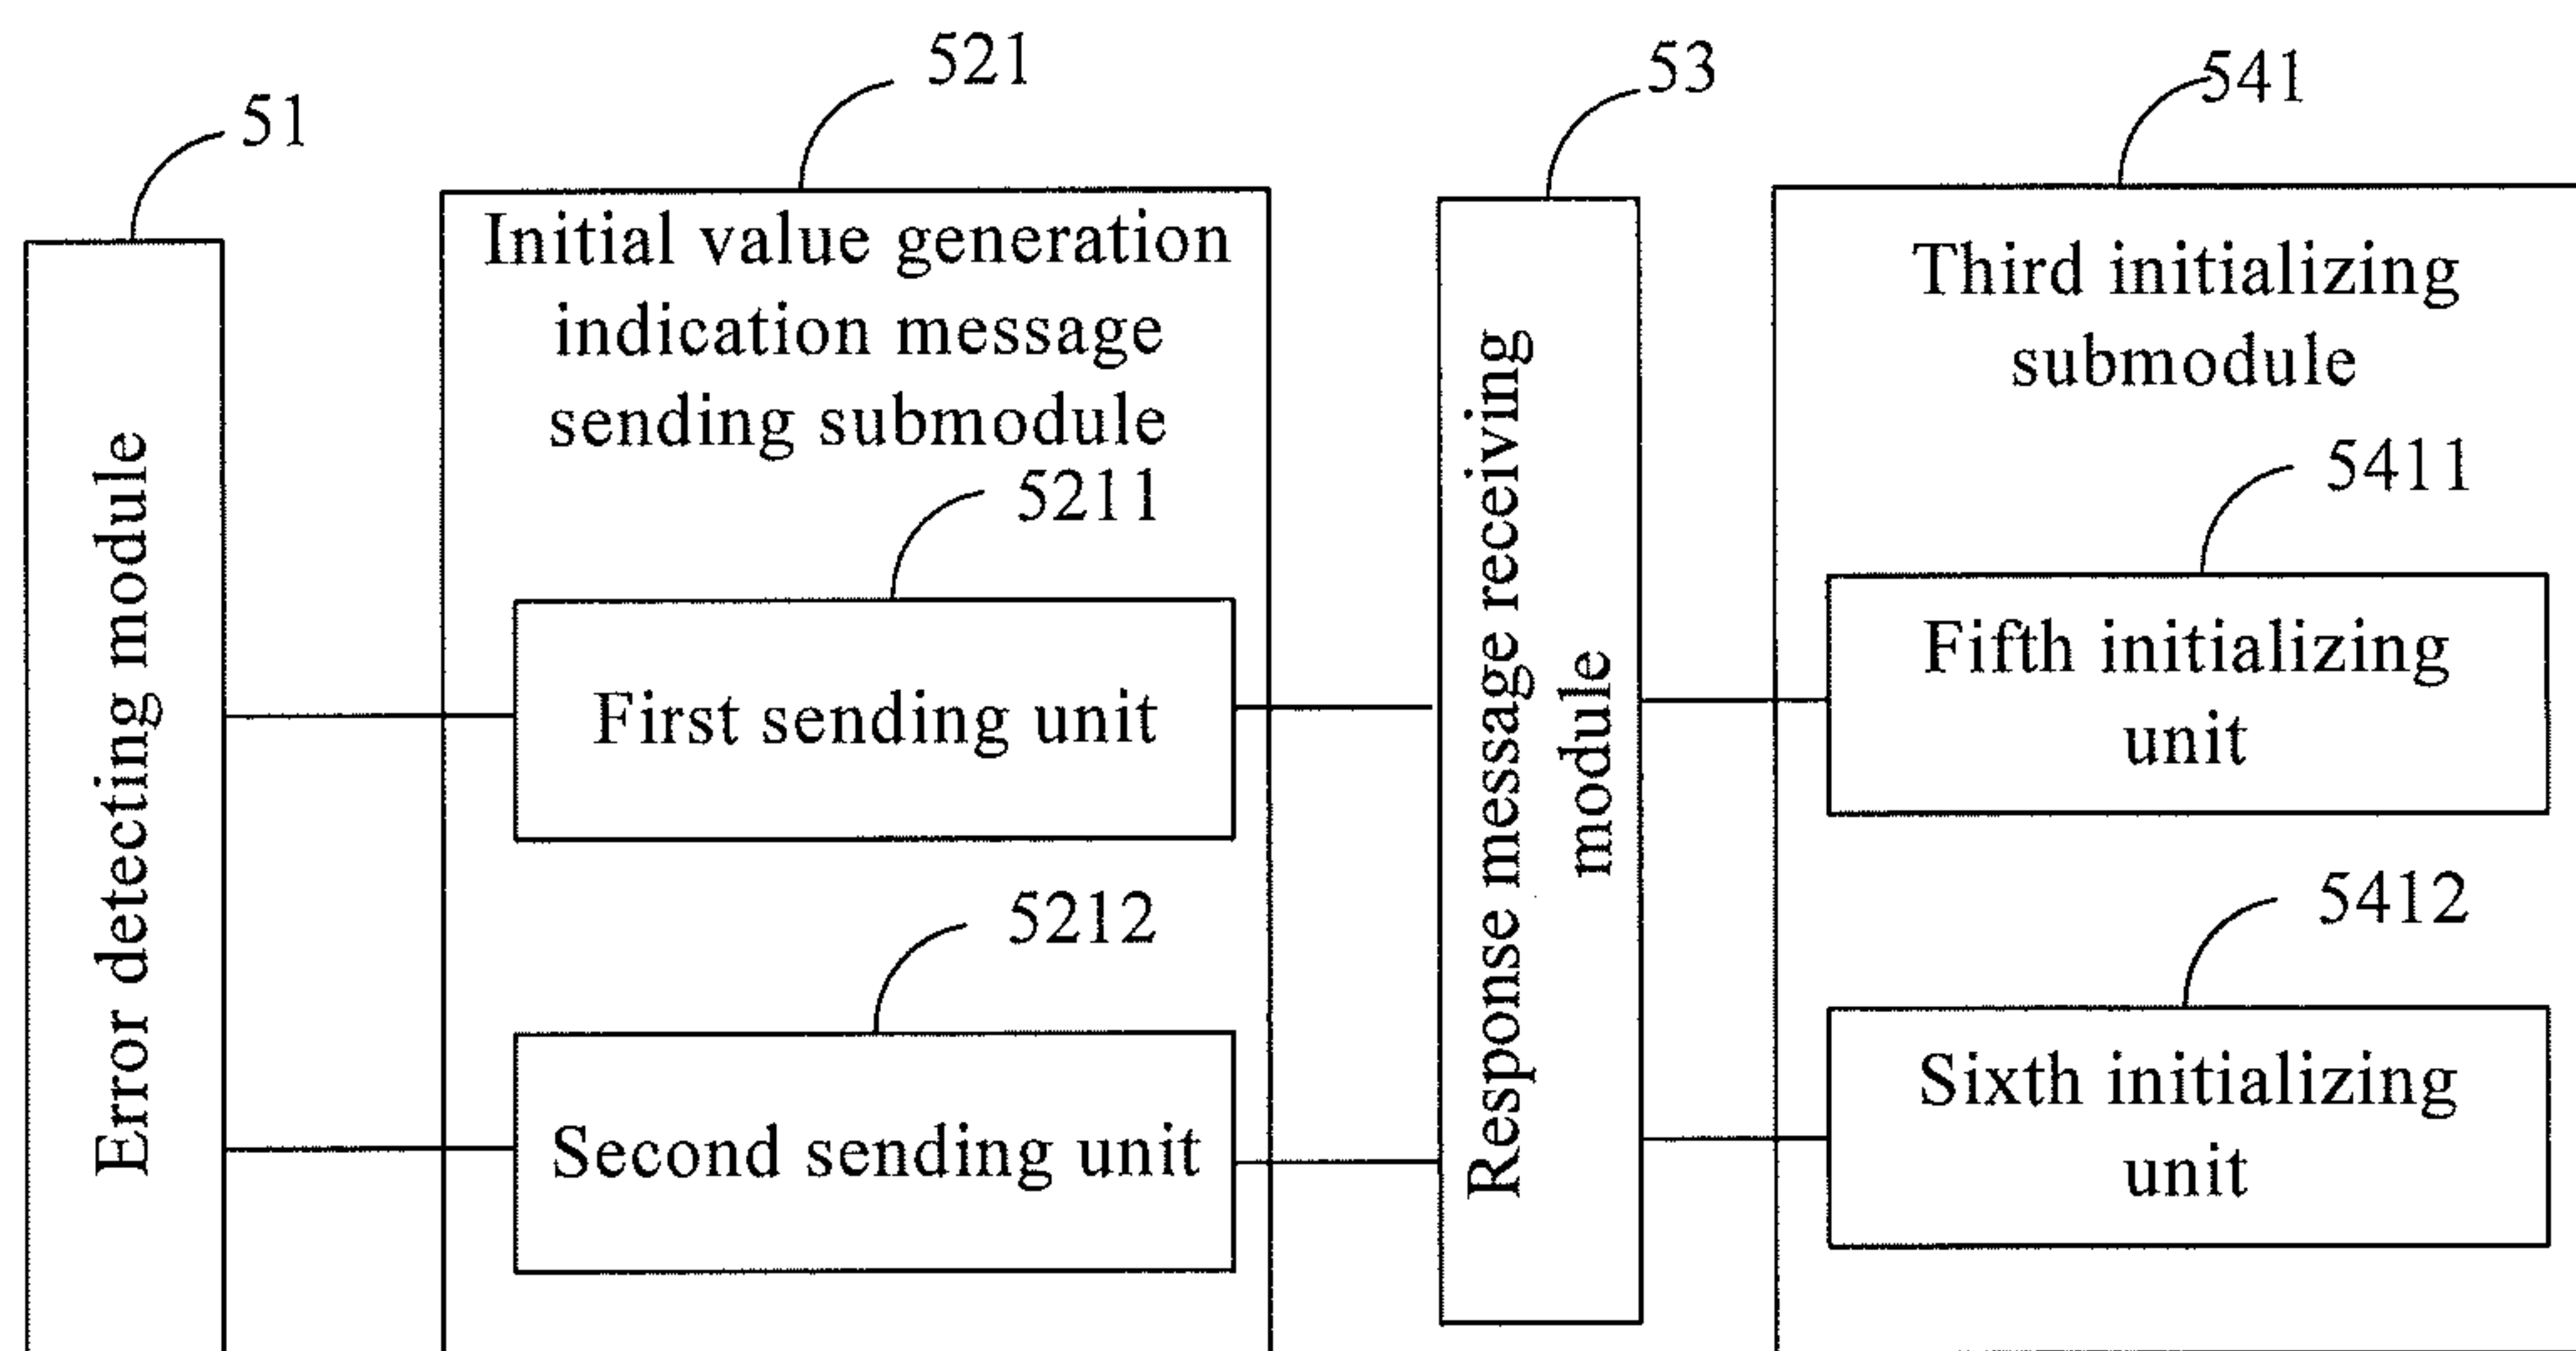 51
521
53
541
Error detecting module
Initial value generation
indication message
sending submodule
5211
First sending unit
5212
Second sending unit
Response message receiving
module
Third initializing
submodule
5411
Fifth initializing
unit
5412
Sixth initializing
unit